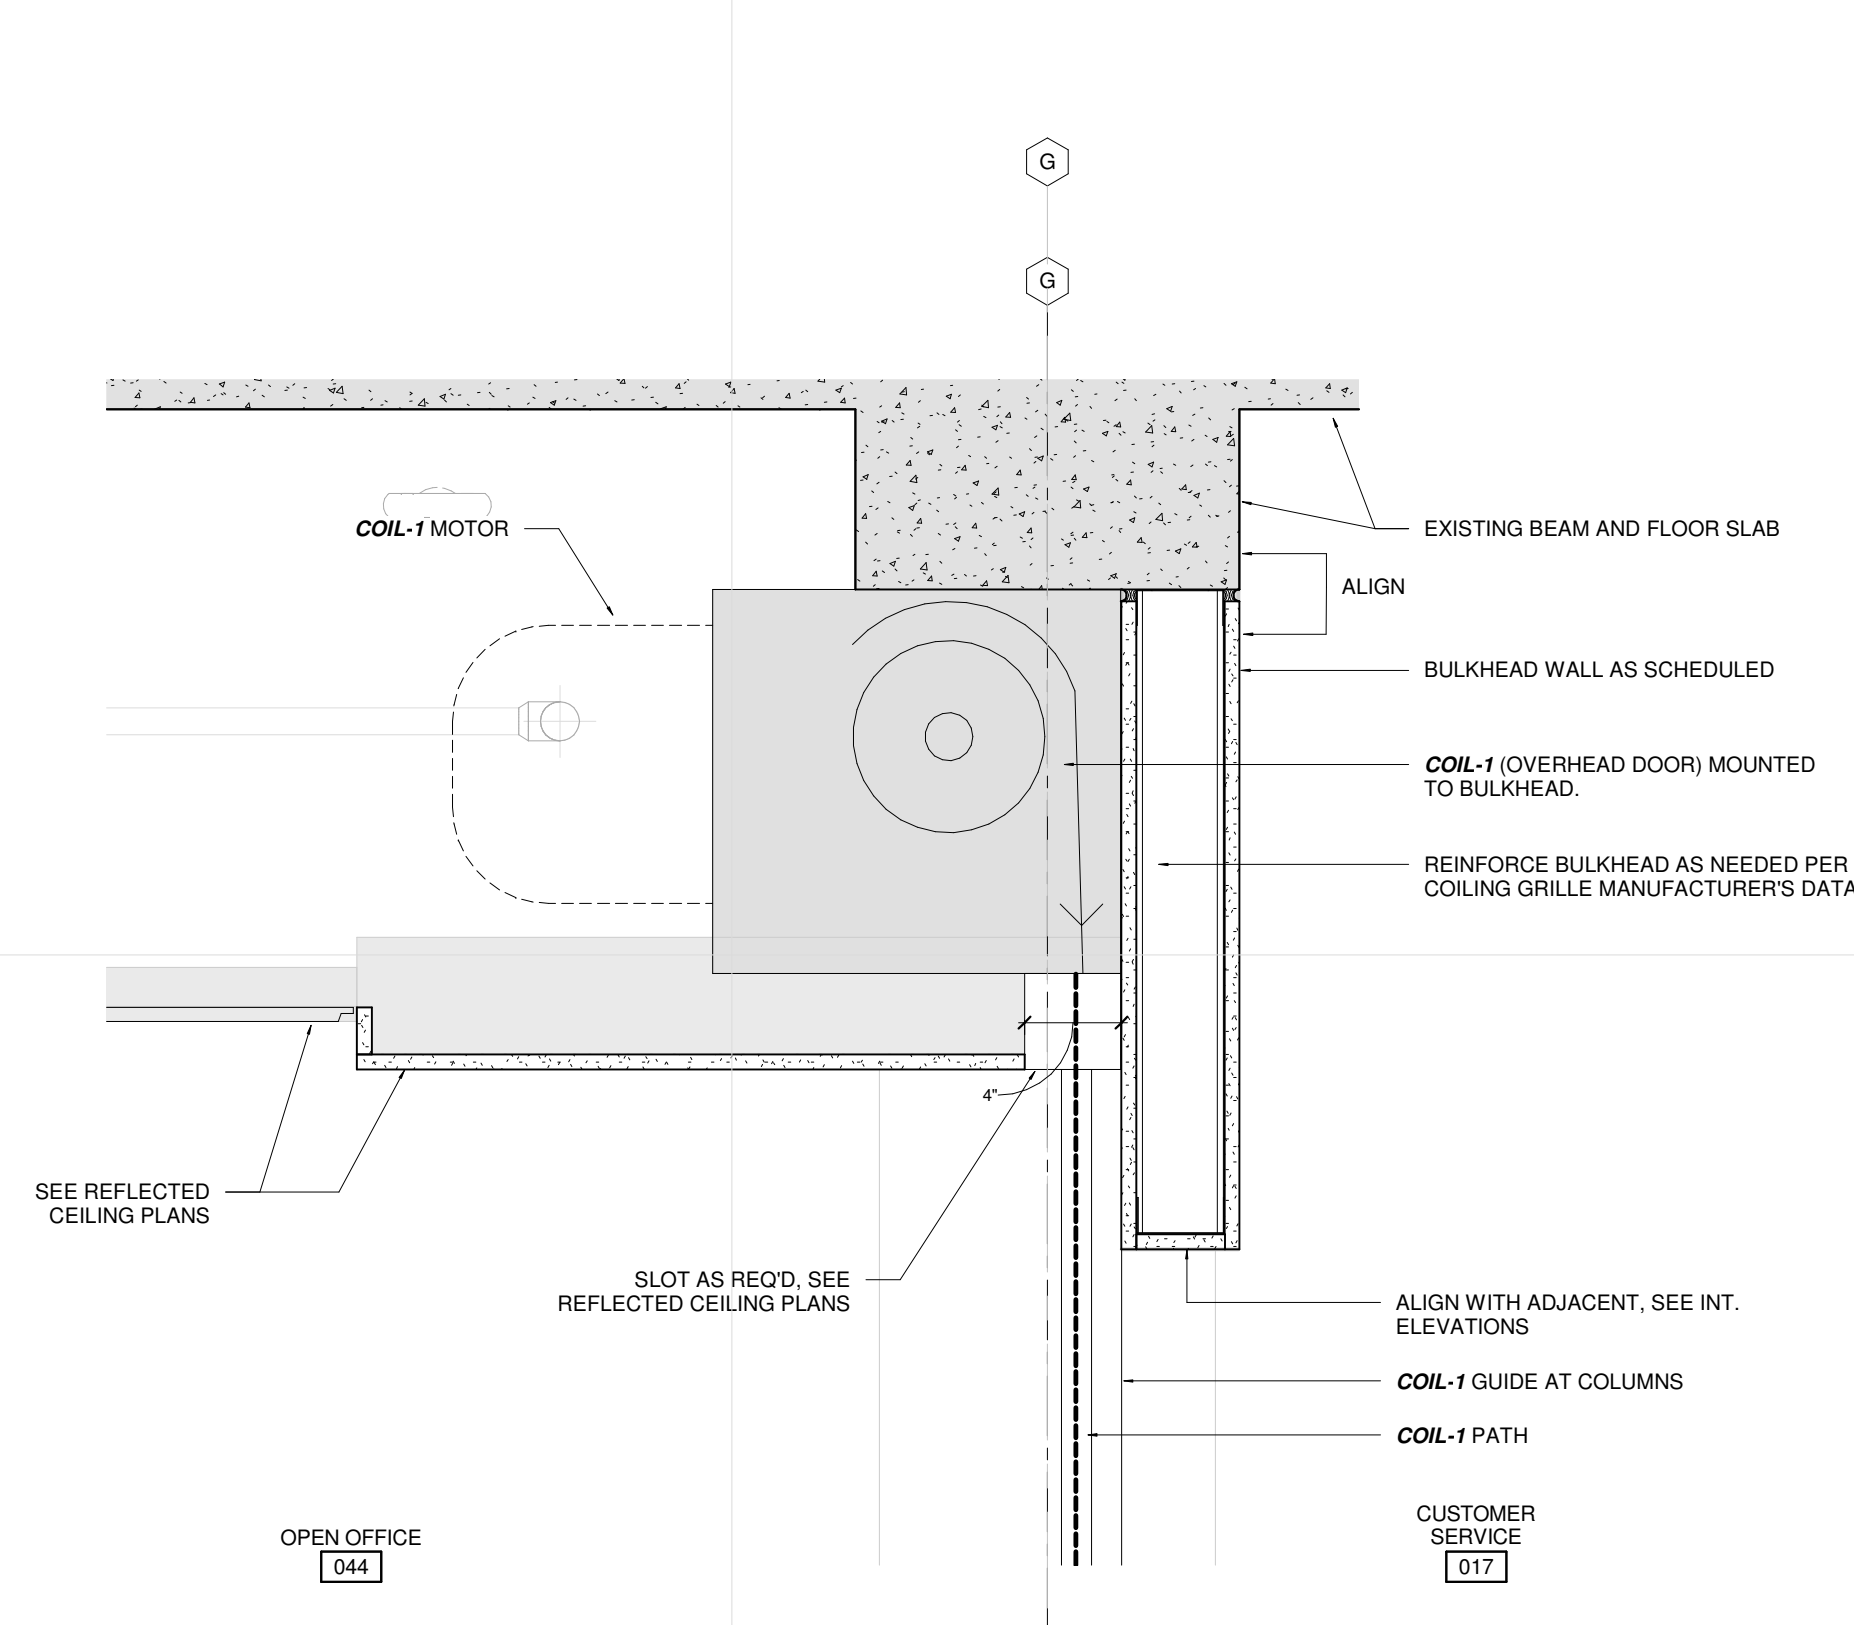 G
G
COIL-1 MOTOR
EXISTING BEAM AND FLOOR SLAB
ALIGN
BULKHEAD WALL AS SCHEDULED
COIL-1 (OVERHEAD DOOR) MOUNTED
TO BULKHEAD.
REINFORCE BULKHEAD AS NEEDED PER
COILING GRILLE MANUFACTURER'S DATA
4"
SEE REFLECTED
CEILING PLANS
SLOT AS REQ'D, SEE
REFLECTED CEILING PLANS
ALIGN WITH ADJACENT, SEE INT.
ELEVATIONS
COIL-1 GUIDE AT COLUMNS
COIL-1 PATH
OPEN OFFICE
044
CUSTOMER
SERVICE
017